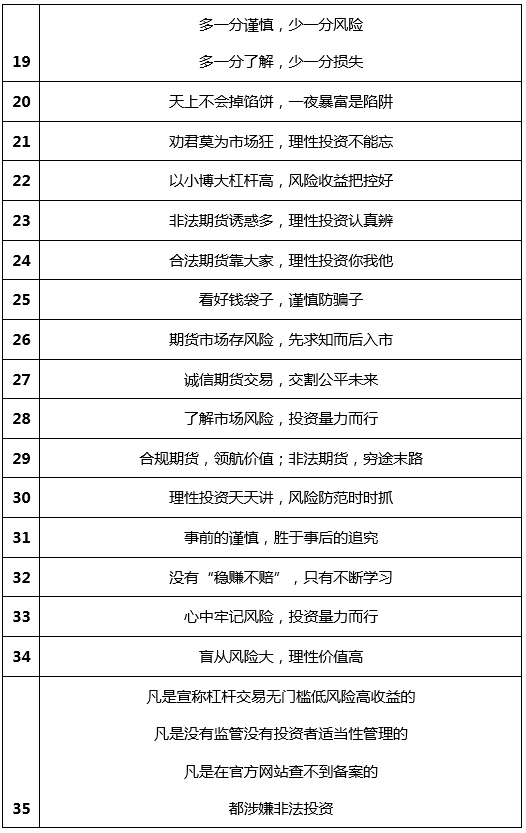 多一分谨慎，少一分风险
19 多一分了解，少一分损失
20 天上不会掉馅饼，一夜暴富是陷阱
21 劝君莫为市场狂，理性投资不能忘
22 以小博大杠杆高，风险收益把控好
23 非法期货诱惑多，理性投资认真辨
24 合法期货靠大家，理性投资你我他
25 看好钱袋子，谨慎防骗子
26 期货市场存风险，先求知而后入市
27 诚信期货交易，交割公平未来
28 了解市场风险，投资量力而行
29 合规期货，领航价值；非法期货，穷途末路
30 理性投资天天讲，风险防范时时抓
31 事前的谨慎，胜于事后的追究
32 没有“稳赚不赔”，只有不断学习
33 心中牢记风险，投资量力而行
34 盲从风险大，理性价值高
凡是宣称杠杆交易无门槛低风险高收益的
凡是没有监管没有投资者适当性管理的
凡是在官方网站查不到备案的
35 都涉嫌非法投资